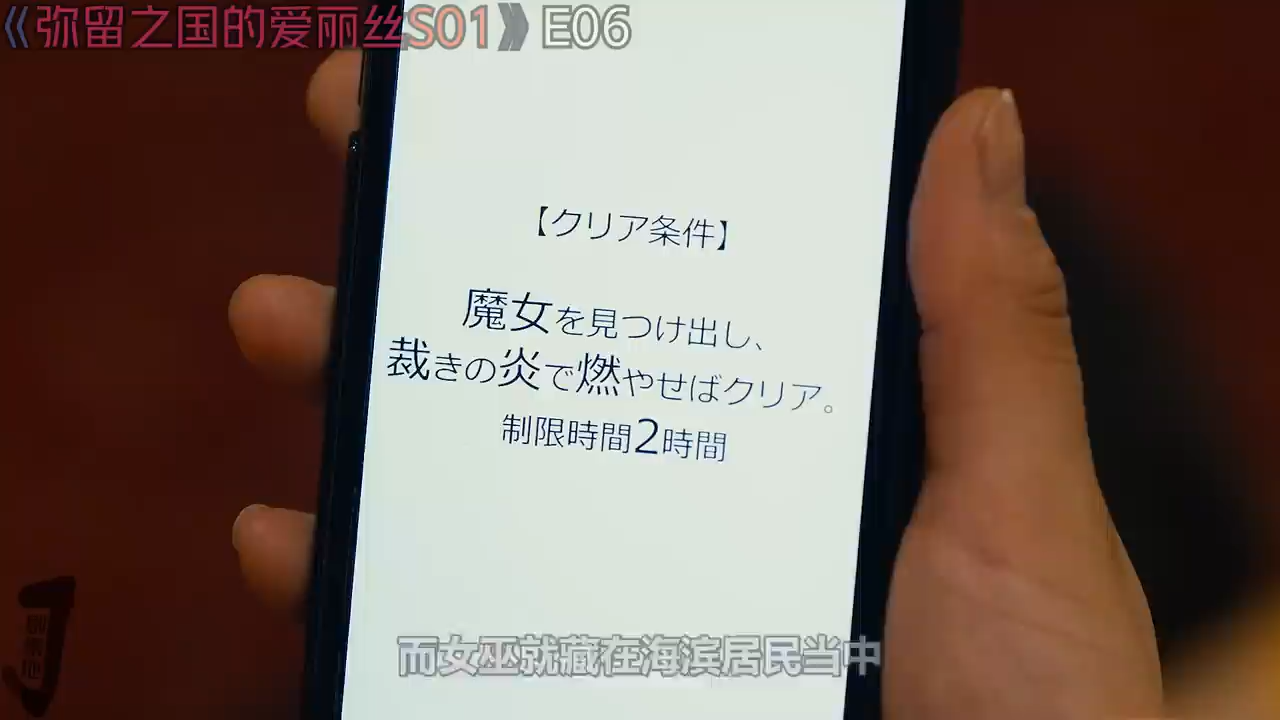 《弥留之国的爱丽丝S01》E06
【クリア条件】
魔女を見つけ出し、
裁きの炎で燃やせばクリア。
制限時間2時間
而女巫就藏在海滨居民当中